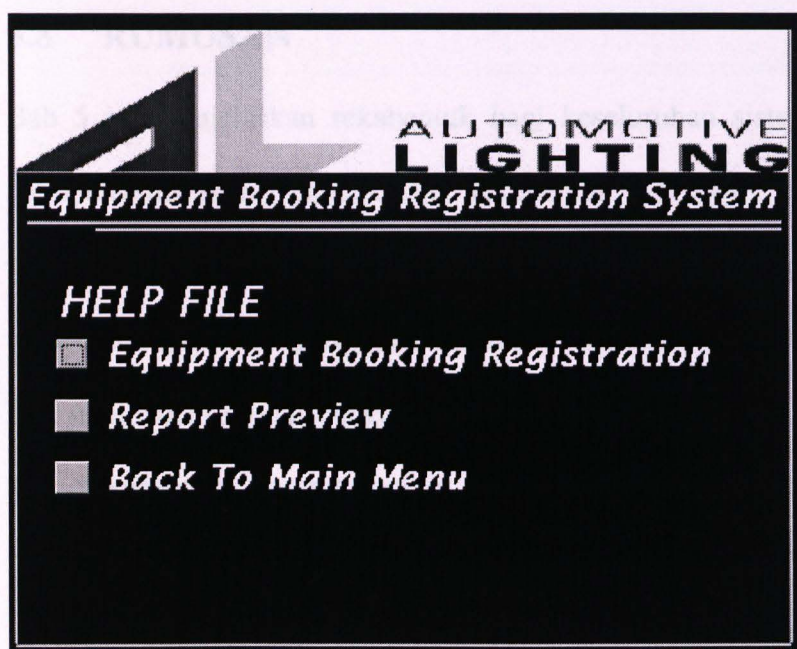 AUTOMOTIVE
LIGHTING
Equipment Booking Registration System
HELP FILE
Equipment Booking Registration
Report Preview
Back To Main Menu